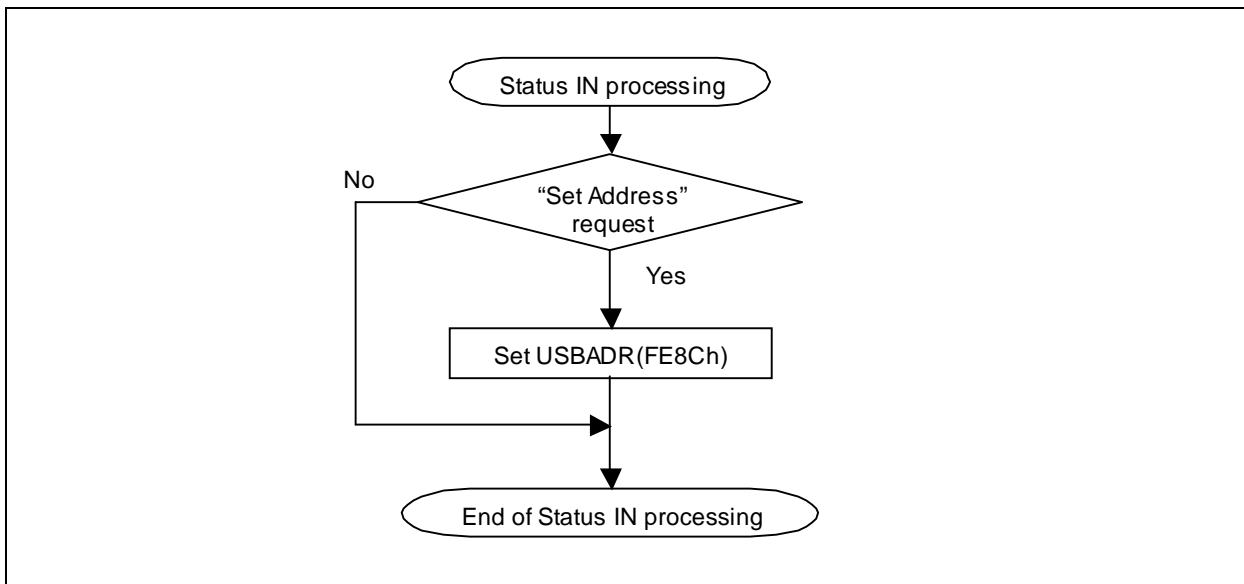 Status IN processing
No
“Set Address”
request
Yes
Set USBADR(FE8Ch)
End of Status IN processing